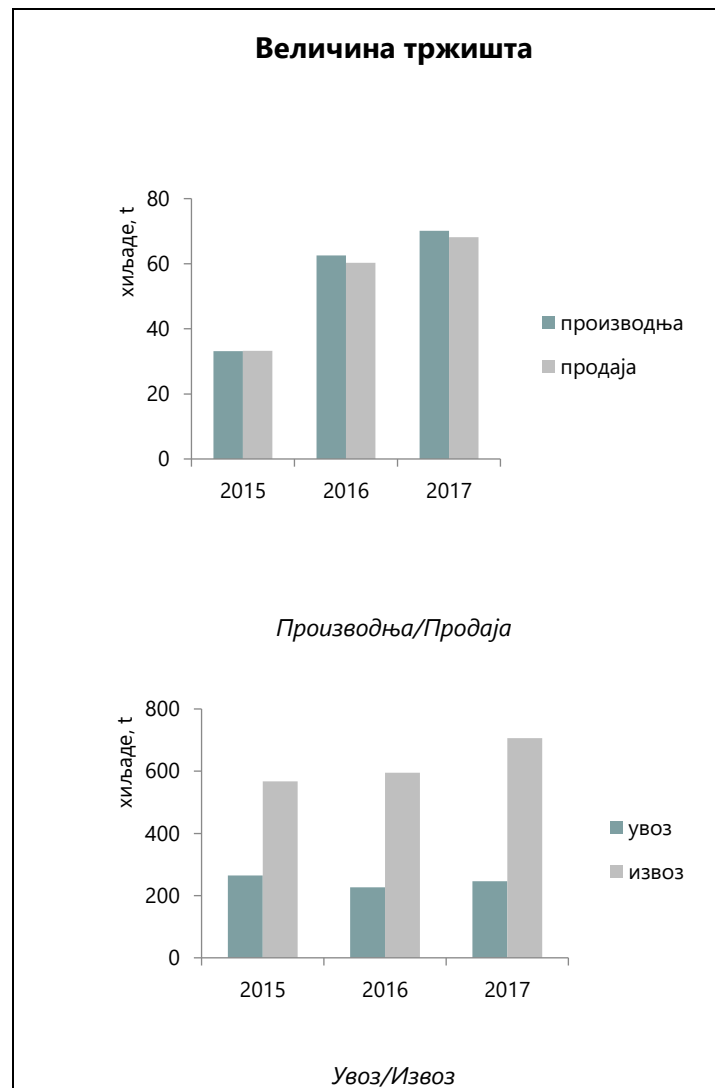 Величина тржишта
хиљаде, t
80
60
40
20
0
2015 2016 2017
производња
продаја
Производња/Продаја
хиљаде, t
800
600
400
200
0
2015 2016 2017
увоз
извоз
Увоз/Извоз